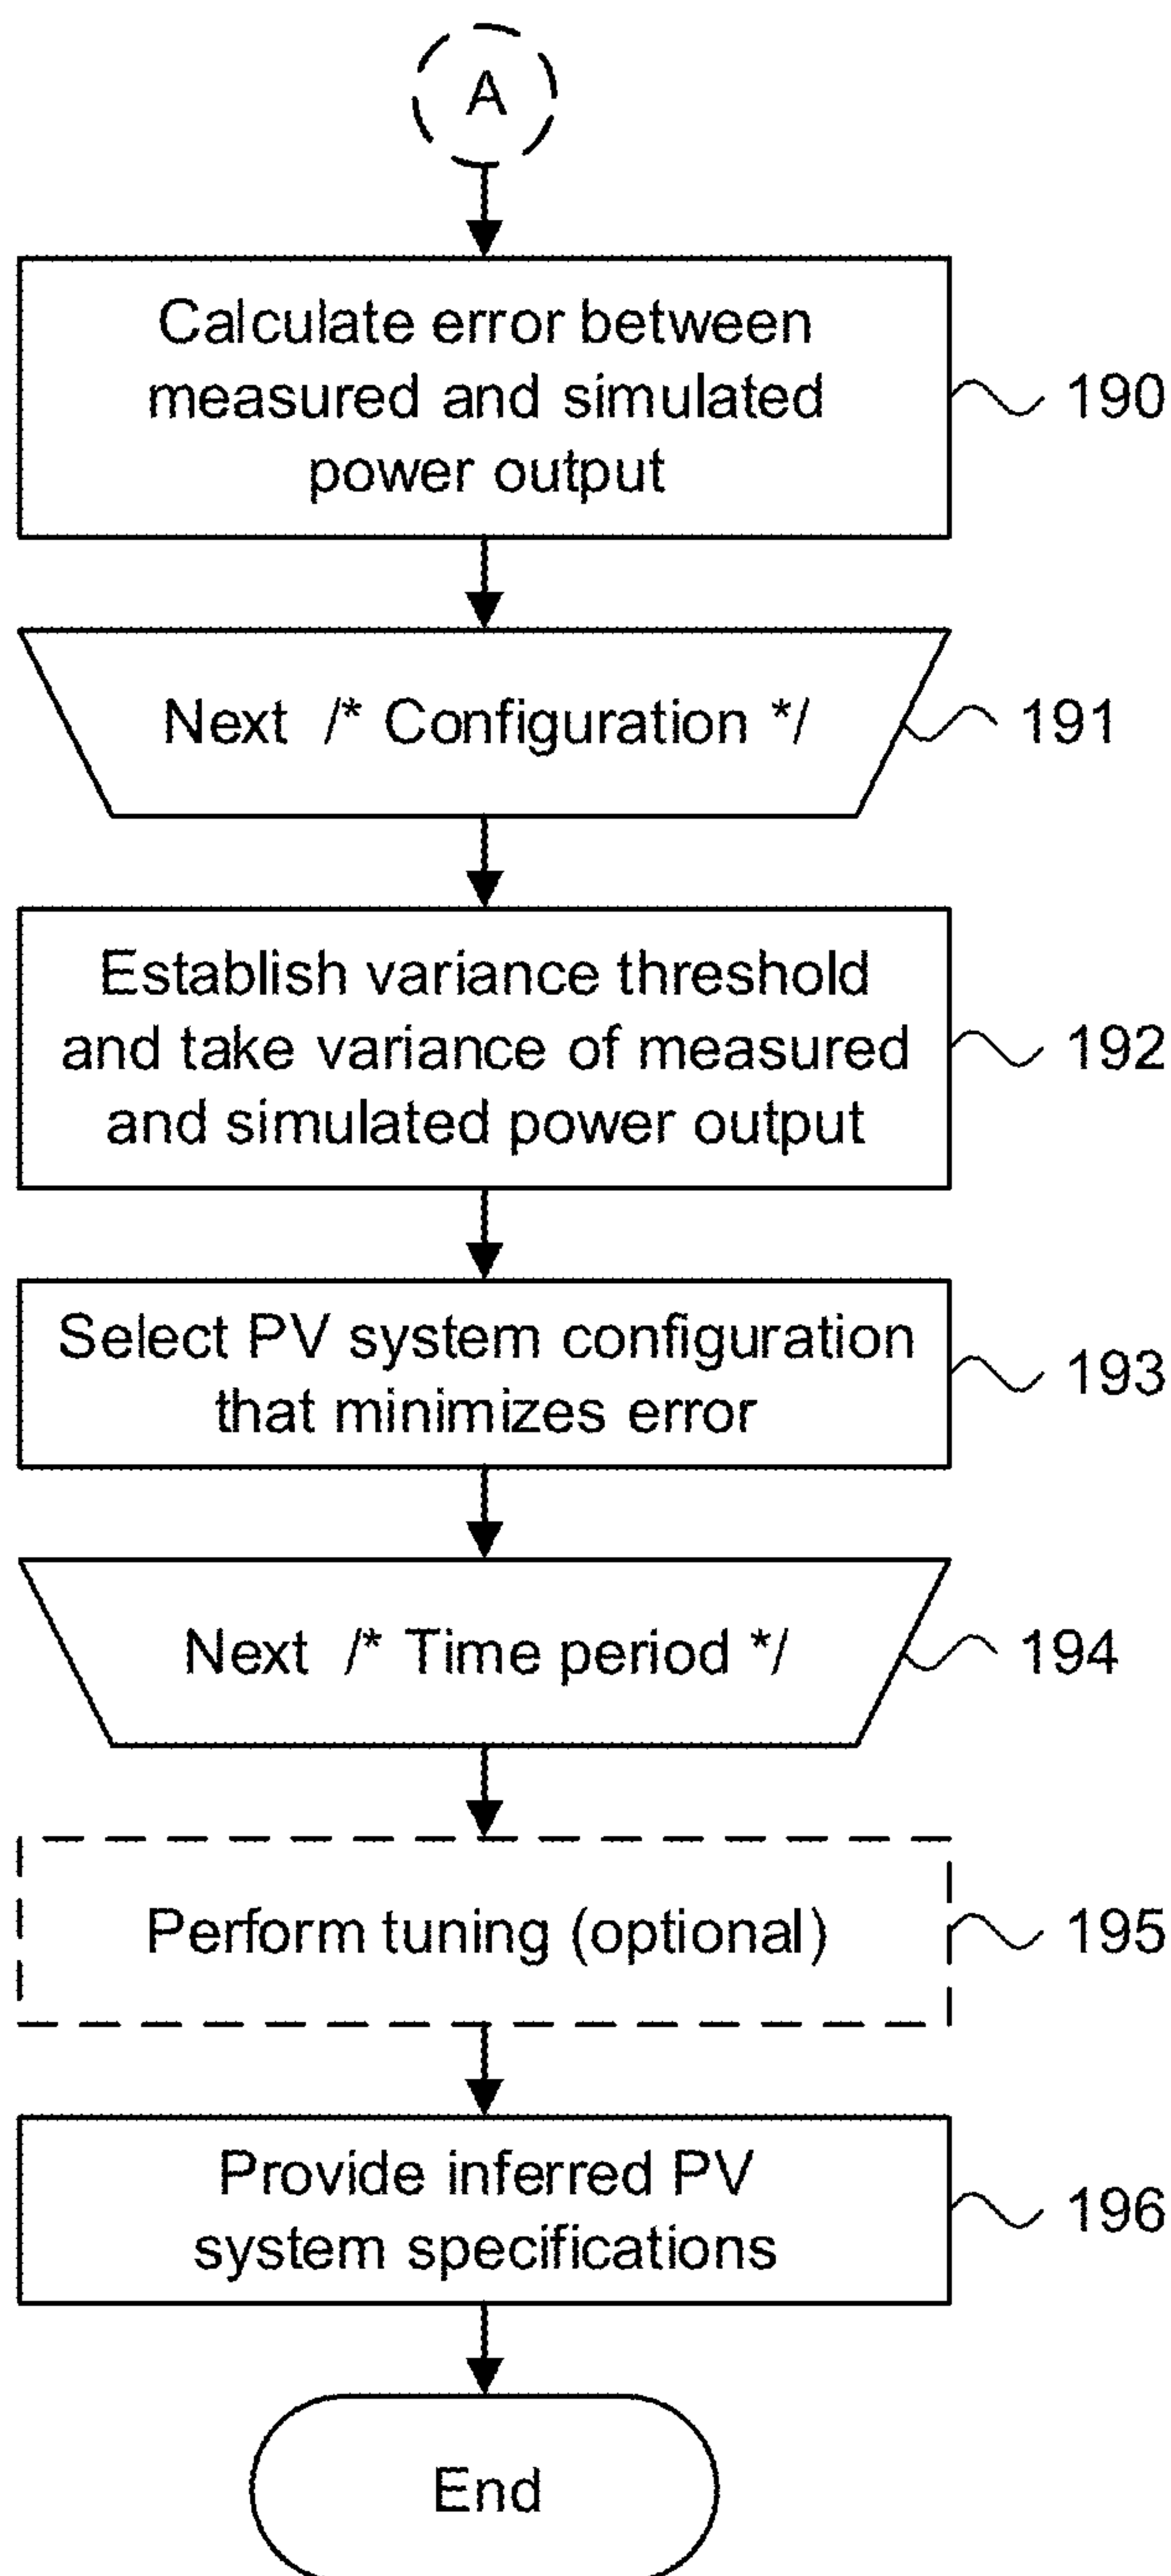 A
Calculate error between
measured and simulated
power output
190
Next /* Configuration */
191
Establish variance threshold
and take variance of measured
and simulated power output
192
Select PV system configuration
that minimizes error
193
Next /* Time period */
194
Perform tuning (optional)
195
Provide inferred PV
system specifications
196
End